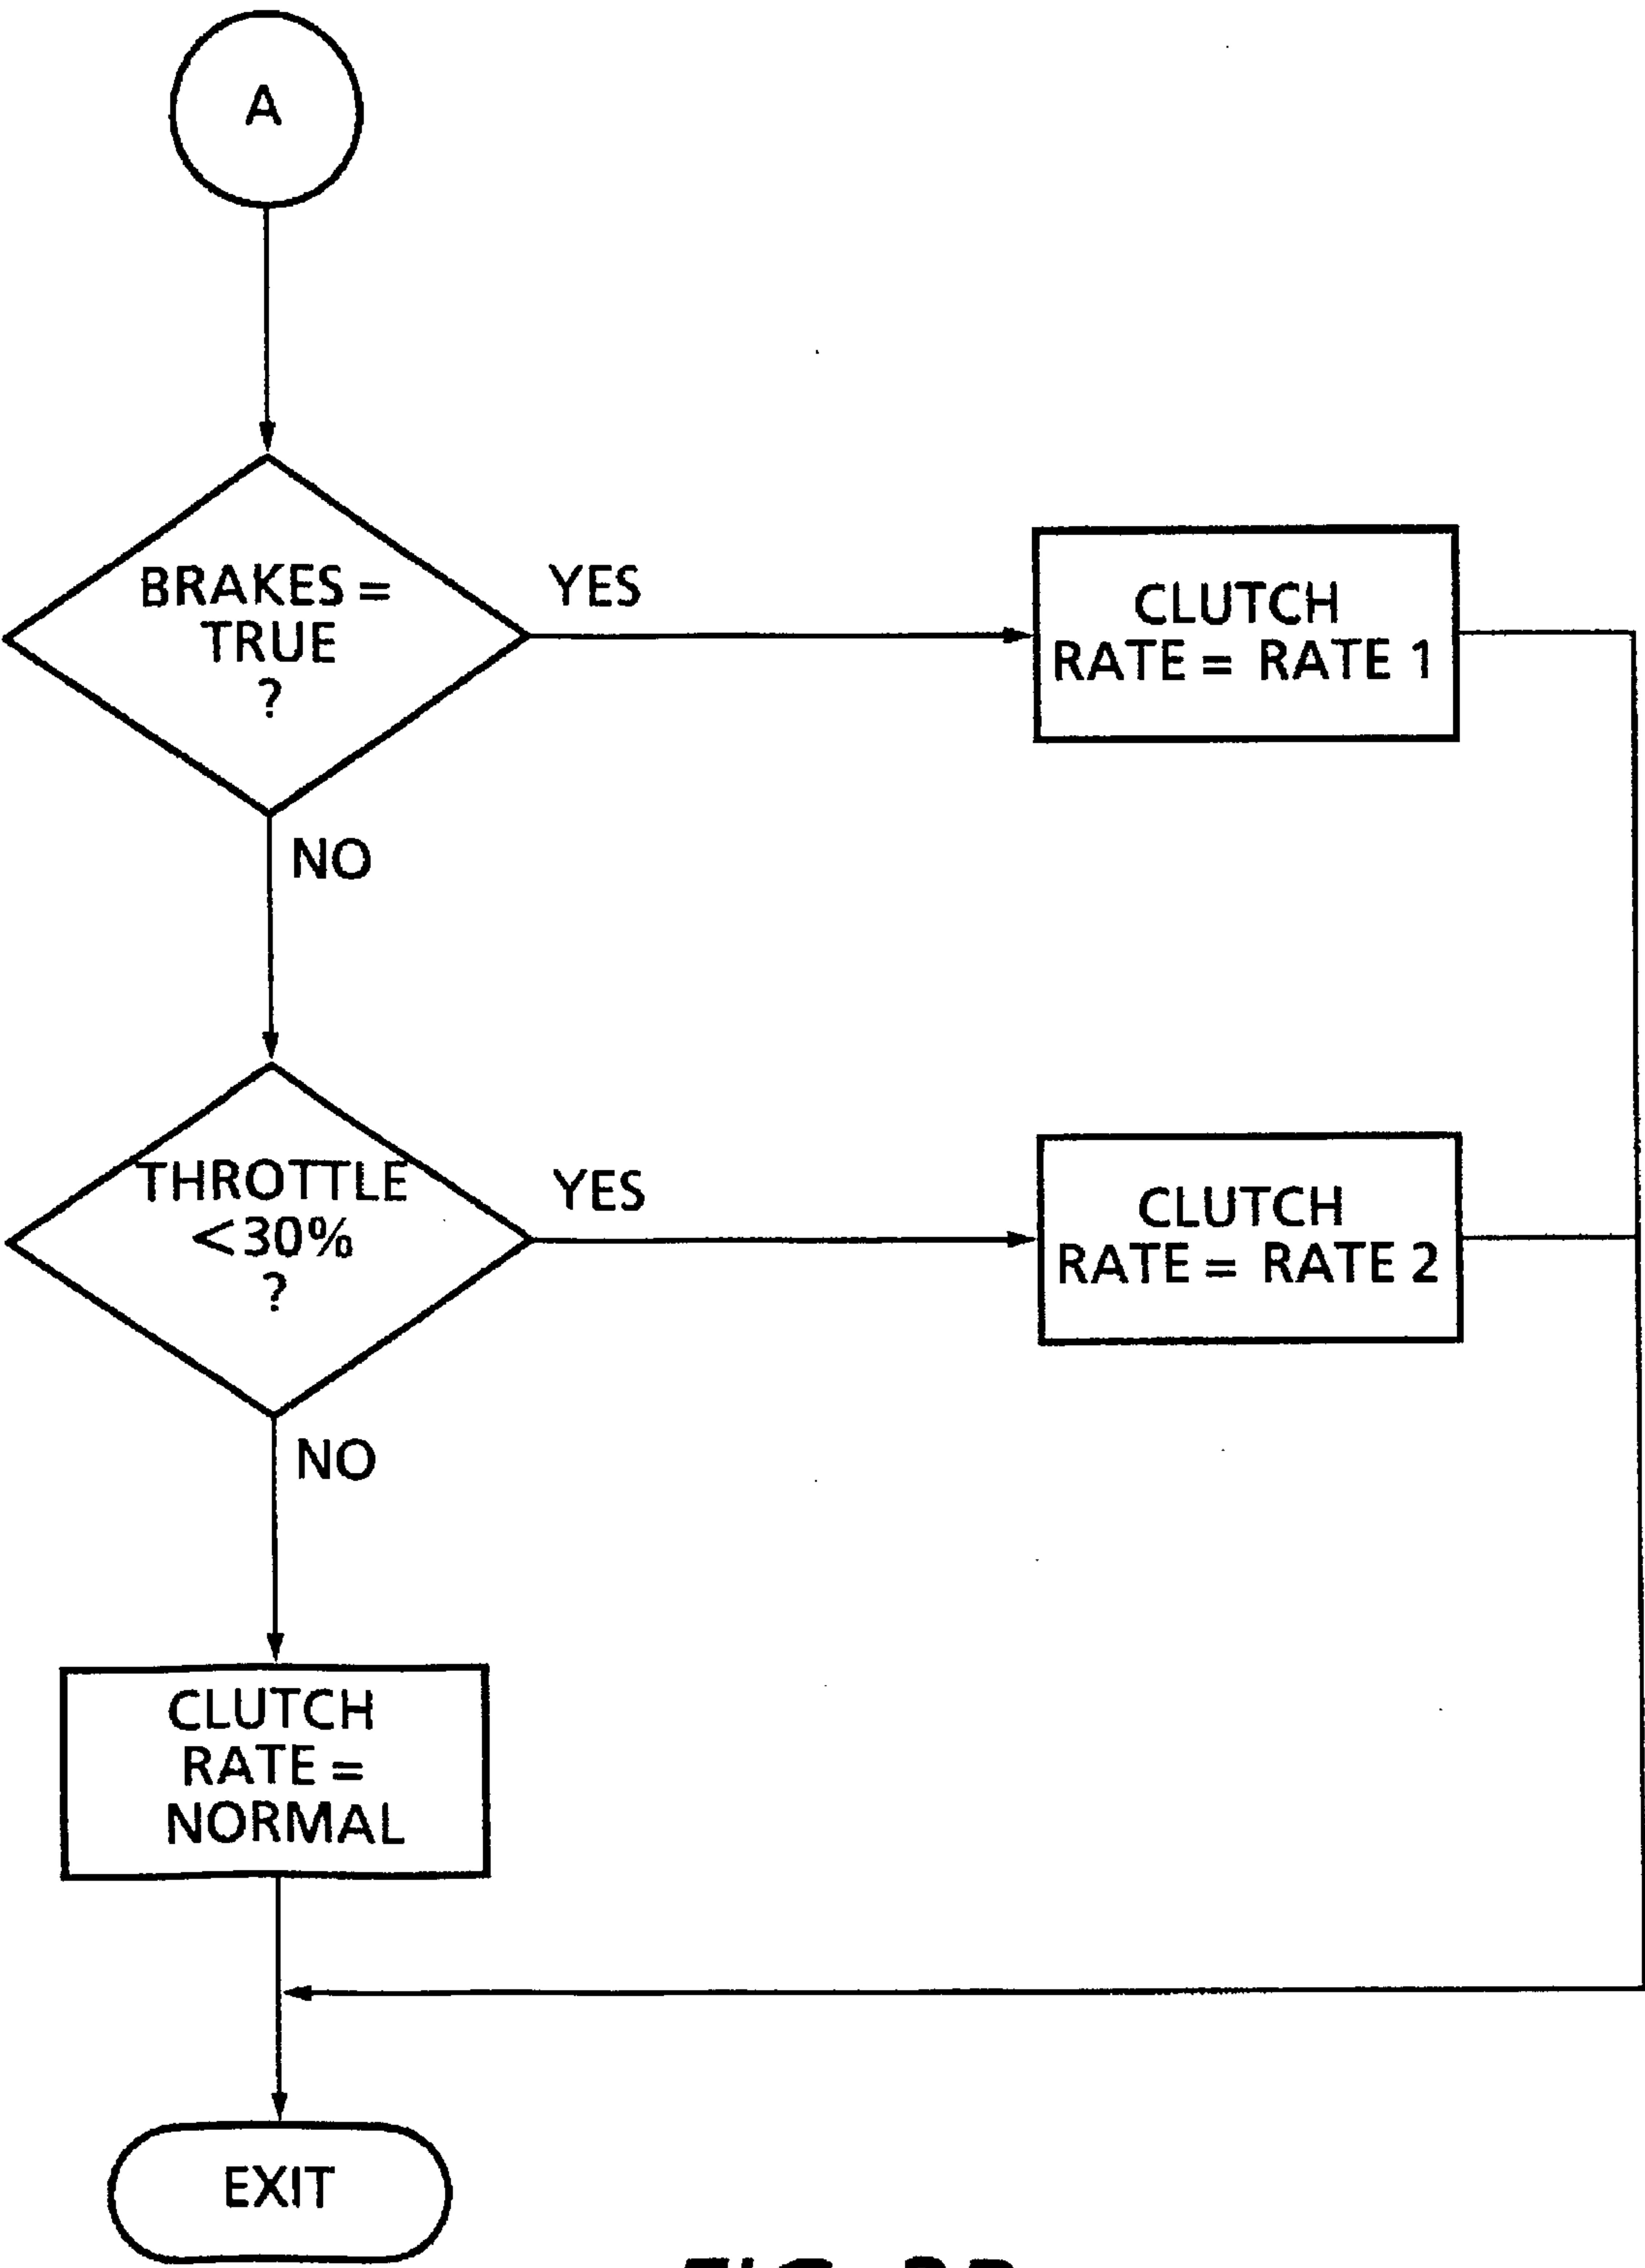 A
BRAKES =
TRUE
?
YES
CLUTCH
RATE = RATE 1
NO
THROTTLE
<30%
?
YES
CLUTCH
RATE = RATE 2
NO
CLUTCH
RATE =
NORMAL
EXIT